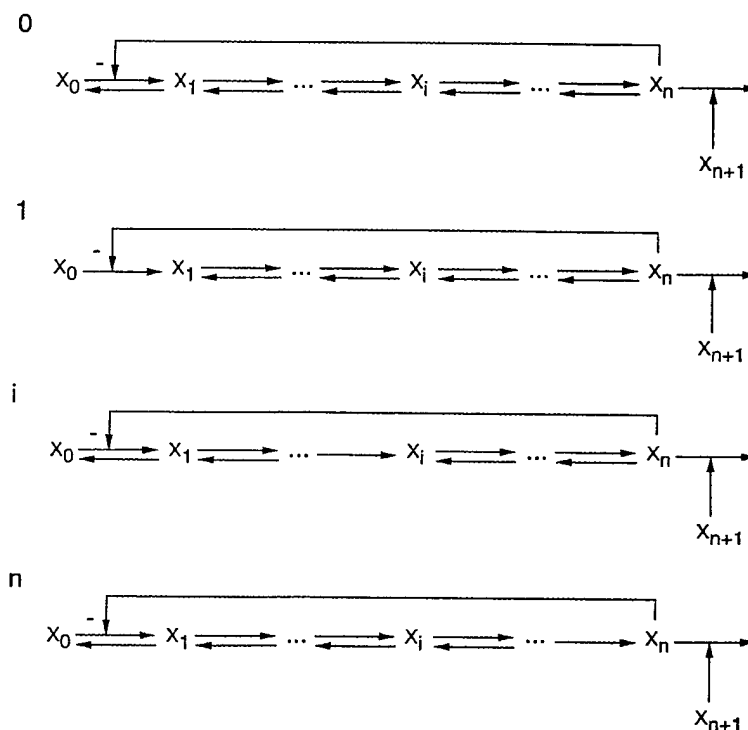 0
-
X0 X1 ... Xi ... Xn
Xn+1
1
-
X0 X1 ... Xi ... Xn
Xn+1
i
-
X0 X1 ... Xi ... Xn
Xn+1
n
-
X0 X1 ... Xi ... Xn
Xn+1